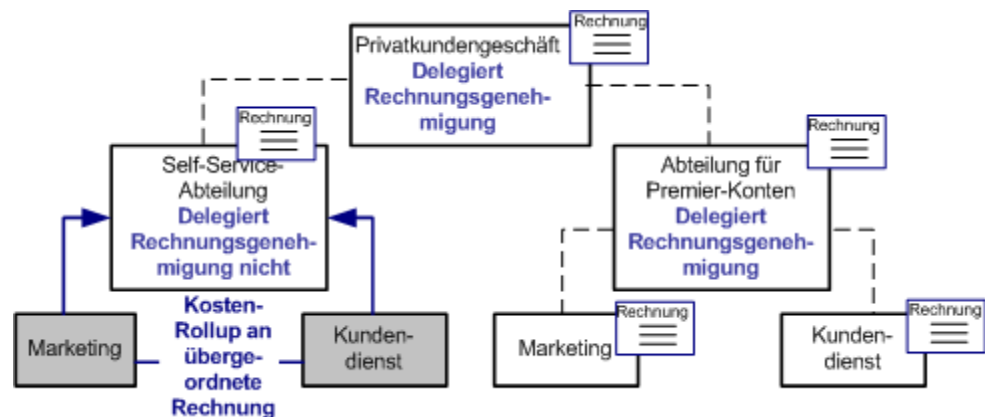 Rechnung
Privatkundengeschäft
Delegiert
Rechnungsgeneh-
migung
Rechnung
Self-Service-
Abteilung
Delegiert
Rechnungsgeneh-
migung nicht
Rechnung
Abteilung für
Premier-Konten
Delegiert
Rechnungsgeneh-
migung
Marketing
Kosten-
Rollup an
überge-
ordnete
Rechnung
Kunden-
dienst
Rechnung
Marketing
Rechnung
Kunden-
dienst